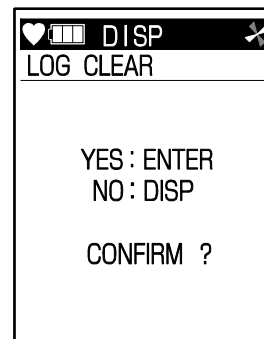 DISP
LOG CLEAR
YES : ENTER
NO : DISP
CONFIRM ?